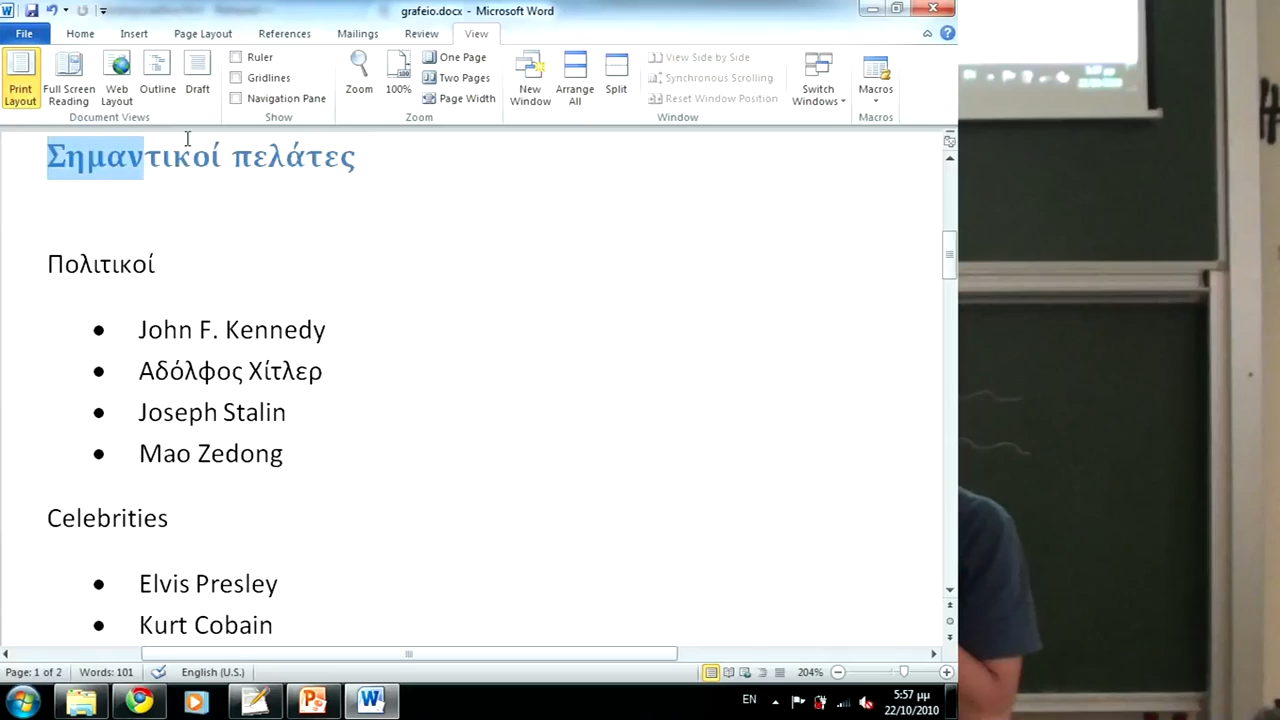 grafeio.docx - Microsoft Word
File Home Insert Page Layout References Mailings Review View
Print Layout
Full Screen Reading
Web Layout
Outline
Draft
Document Views
Ruler
Gridlines
Navigation Pane
Show
Zoom
100%
One Page
Two Pages
Page Width
Zoom
New Window
Arrange All
Split
View Side by Side
Synchronous Scrolling
Reset Window Position
Switch Windows
Window
Macros
Macros
Σημαντικοί πελάτες
Πολιτικοί
• John F. Kennedy
• Αδόλφος Χίτλερ
• Joseph Stalin
• Mao Zedong
Celebrities
• Elvis Presley
• Kurt Cobain
Page: 1 of 2 Words: 101 English (U.S.) 204%
EN 5:57 μμ
22/10/2010